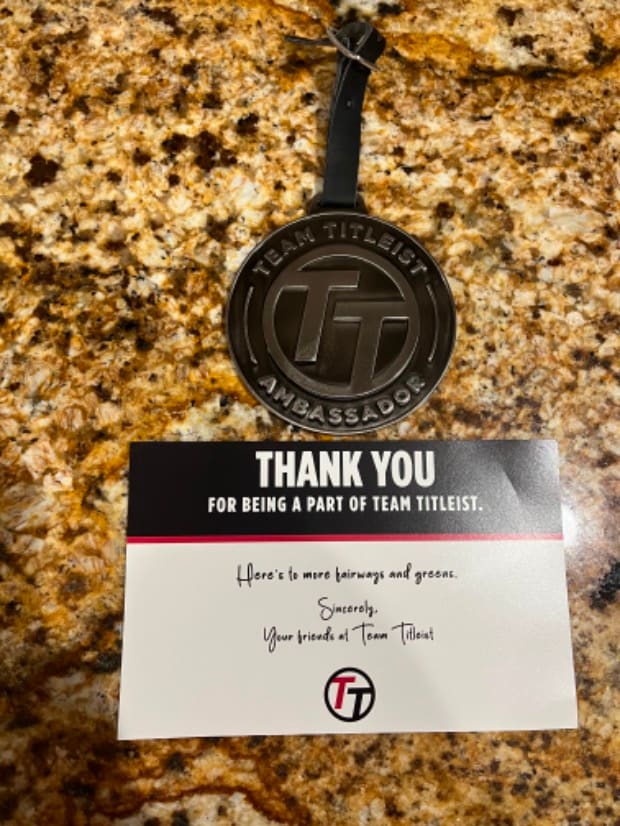 TEAM TITLEIST
TT
AMBASSADOR
THANK YOU
FOR BEING A PART OF TEAM TITLEIST.
Here's to more fairways and greens.
Sincerely,
Your friends at Team Titleist
TT